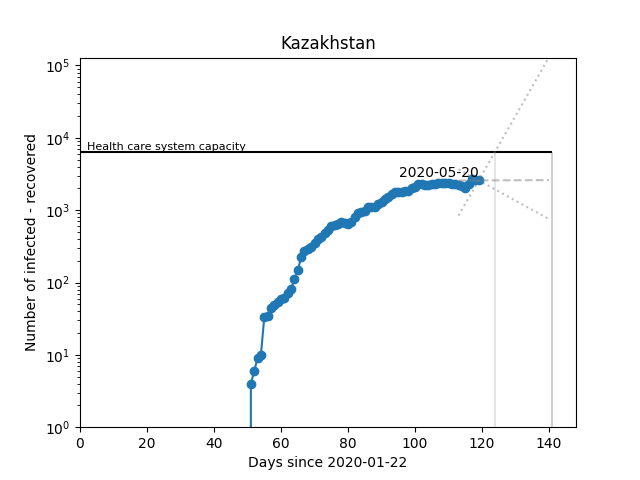 Kazakhstan
Number of infected - recovered
10^5
10^4
10^3
10^2
10^1
10^0
Health care system capacity
2020-05-20
0 20 40 60 80 100 120 140
Days since 2020-01-22